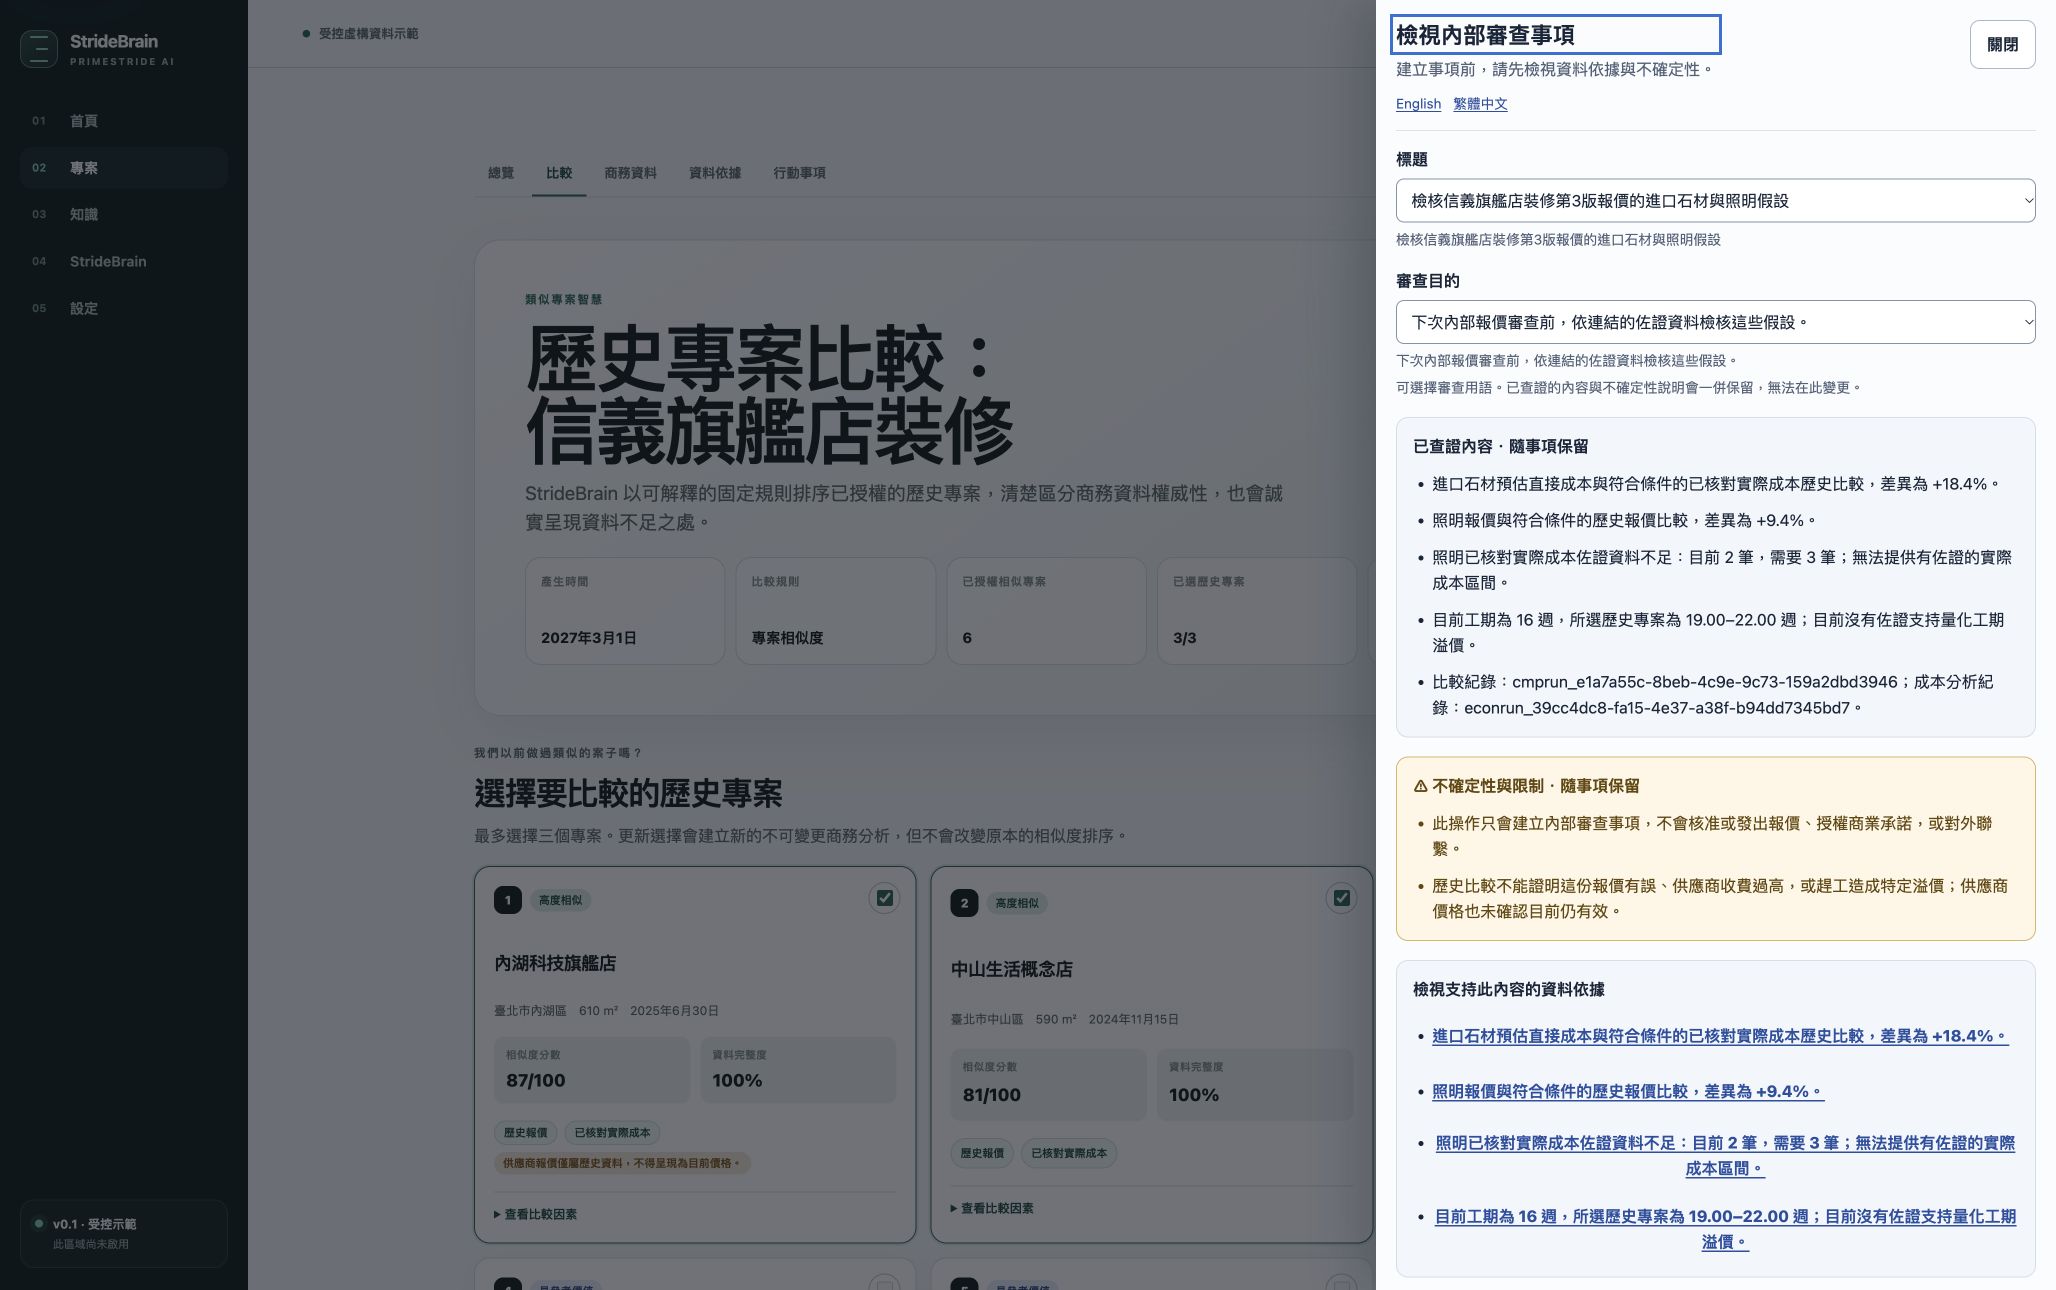 StrideBrain
PRIMESTRIDE AI
01 首頁
02 專案
03 知識
04 StrideBrain
05 設定
v0.1 · 受控示範
此區域尚未啟用
受控虛構資料示範
總覽 比較 商務資料 資料依據 行動事項
類似專案智慧
歷史專案比較：
信義旗艦店裝修
StrideBrain 以可解釋的固定規則排序已授權的歷史專案，清楚區分商務資料權威性，也會誠
實呈現資料不足之處。
產生時間
2027年3月1日
比較規則
專案相似度
已授權相似專案
6
已選歷史專案
3/3
我們以前做過類似的案子嗎？
選擇要比較的歷史專案
最多選擇三個專案。更新選擇會建立新的不可變更商務分析，但不會改變原本的相似度排序。
1 高度相似
內湖科技旗艦店
臺北市內湖區 610 m² 2025年6月30日
相似度分數
87/100
資料完整度
100%
歷史報價 已核對實際成本
供應商報價僅屬歷史資料，不得呈現為目前價格。
▸ 查看比較因素
2 高度相似
中山生活概念店
臺北市中山區 590 m² 2024年11月15日
相似度分數
81/100
資料完整度
100%
歷史報價 已核對實際成本
▸ 查看比較因素
檢視內部審查事項
關閉
建立事項前，請先檢視資料依據與不確定性。
English 繁體中文
標題
檢核信義旗艦店裝修第3版報價的進口石材與照明假設
檢核信義旗艦店裝修第3版報價的進口石材與照明假設
審查目的
下次內部報價審查前，依連結的佐證資料檢核這些假設。
下次內部報價審查前，依連結的佐證資料檢核這些假設。
可選擇審查用語。已查證的內容與不確定性說明會一併保留，無法在此變更。
已查證內容 · 隨事項保留
• 進口石材預估直接成本與符合條件的已核對實際成本歷史比較，差異為 +18.4%。
• 照明報價與符合條件的歷史報價比較，差異為 +9.4%。
• 照明已核對實際成本佐證資料不足：目前 2 筆，需要 3 筆；無法提供有佐證的實際
成本區間。
• 目前工期為 16 週，所選歷史專案為 19.00–22.00 週；目前沒有佐證支持量化工期
溢價。
• 比較紀錄：cmprun_e1a7a55c-8beb-4c9e-9c73-159a2dbd3946；成本分析紀
錄：econrun_39cc4dc8-fa15-4e37-a38f-b94dd7345bd7。
⚠ 不確定性與限制 · 隨事項保留
• 此操作只會建立內部審查事項，不會核准或發出報價、授權商業承諾，或對外聯
繫。
• 歷史比較不能證明這份報價有誤、供應商收費過高，或趕工造成特定溢價；供應商
價格也未確認目前仍有效。
檢視支持此內容的資料依據
• 進口石材預估直接成本與符合條件的已核對實際成本歷史比較，差異為 +18.4%。
• 照明報價與符合條件的歷史報價比較，差異為 +9.4%。
• 照明已核對實際成本佐證資料不足：目前 2 筆，需要 3 筆；無法提供有佐證的實際
成本區間。
• 目前工期為 16 週，所選歷史專案為 19.00–22.00 週；目前沒有佐證支持量化工期
溢價。